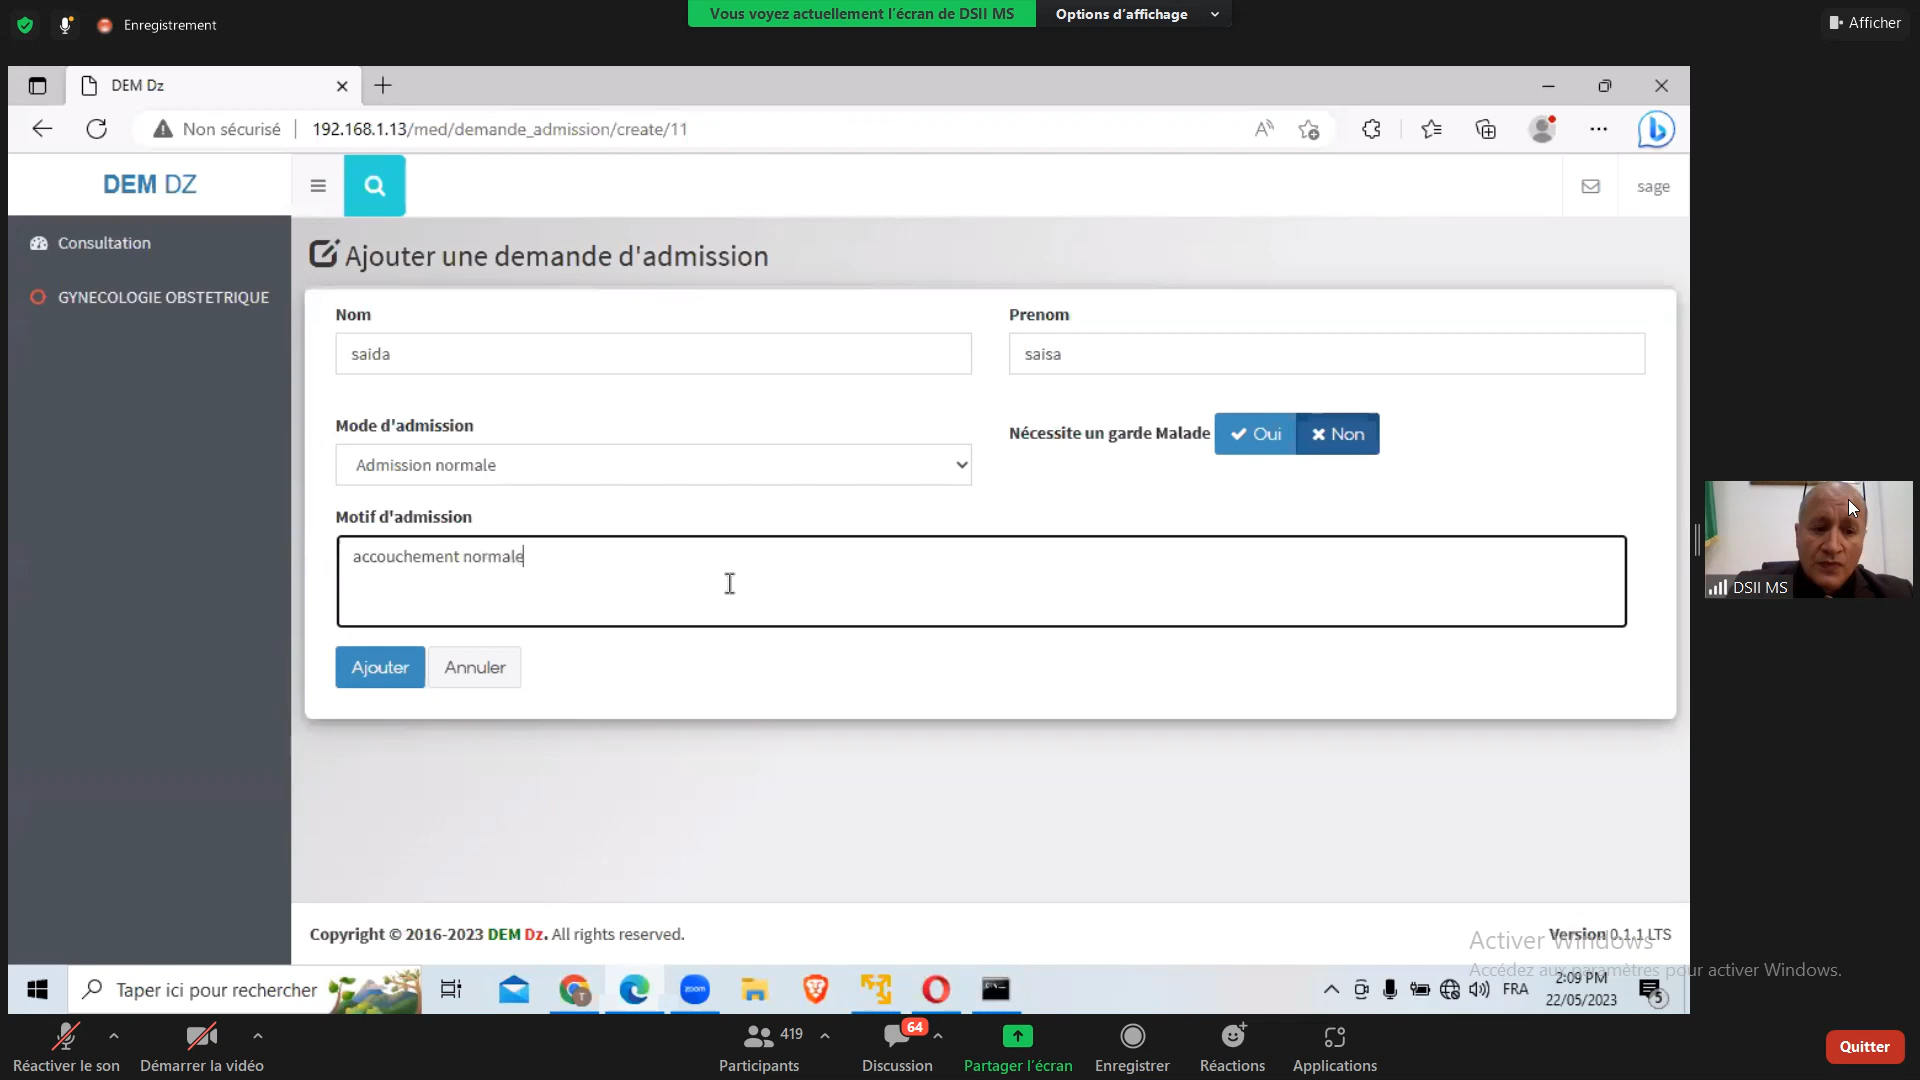 Enregistrement
Vous voyez actuellement l'écran de DSII MS
Options d'affichage
Afficher
DEM Dz
Non sécurisé
192.168.1.13/med/demande_admission/create/11
DEM DZ
sage
Consultation
GYNECOLOGIE OBSTETRIQUE
Ajouter une demande d'admission
Nom
Prenom
saida
saisa
Mode d'admission
Nécessite un garde Malade
Oui
Non
Admission normale
Motif d'admission
accouchement normale
DSII MS
Ajouter
Annuler
Copyright © 2016-2023 DEM Dz. All rights reserved.
Version 0.1.1 LTS
Activer Windows
Accédez aux paramètres pour activer Windows.
Taper ici pour rechercher
T
zoom
FRA
2:09 PM
22/05/2023
5
Réactiver le son
Démarrer la vidéo
419
Participants
64
Discussion
Partager l'écran
Enregistrer
Réactions
Applications
Quitter